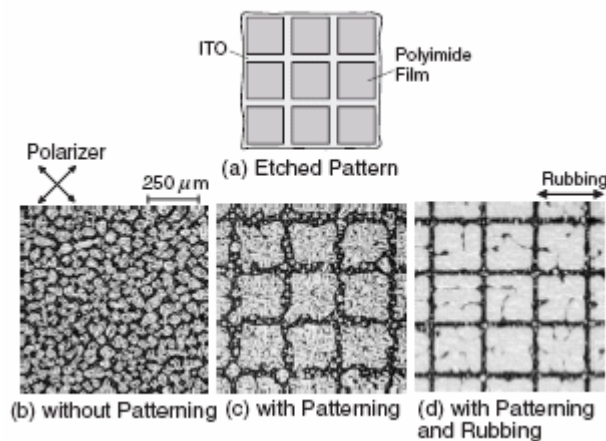 ITO
Polyimide
Film
(a) Etched Pattern
Polarizer
250 μm
Rubbing
(b) without Patterning
(c) with Patterning
(d) with Patterning
and Rubbing